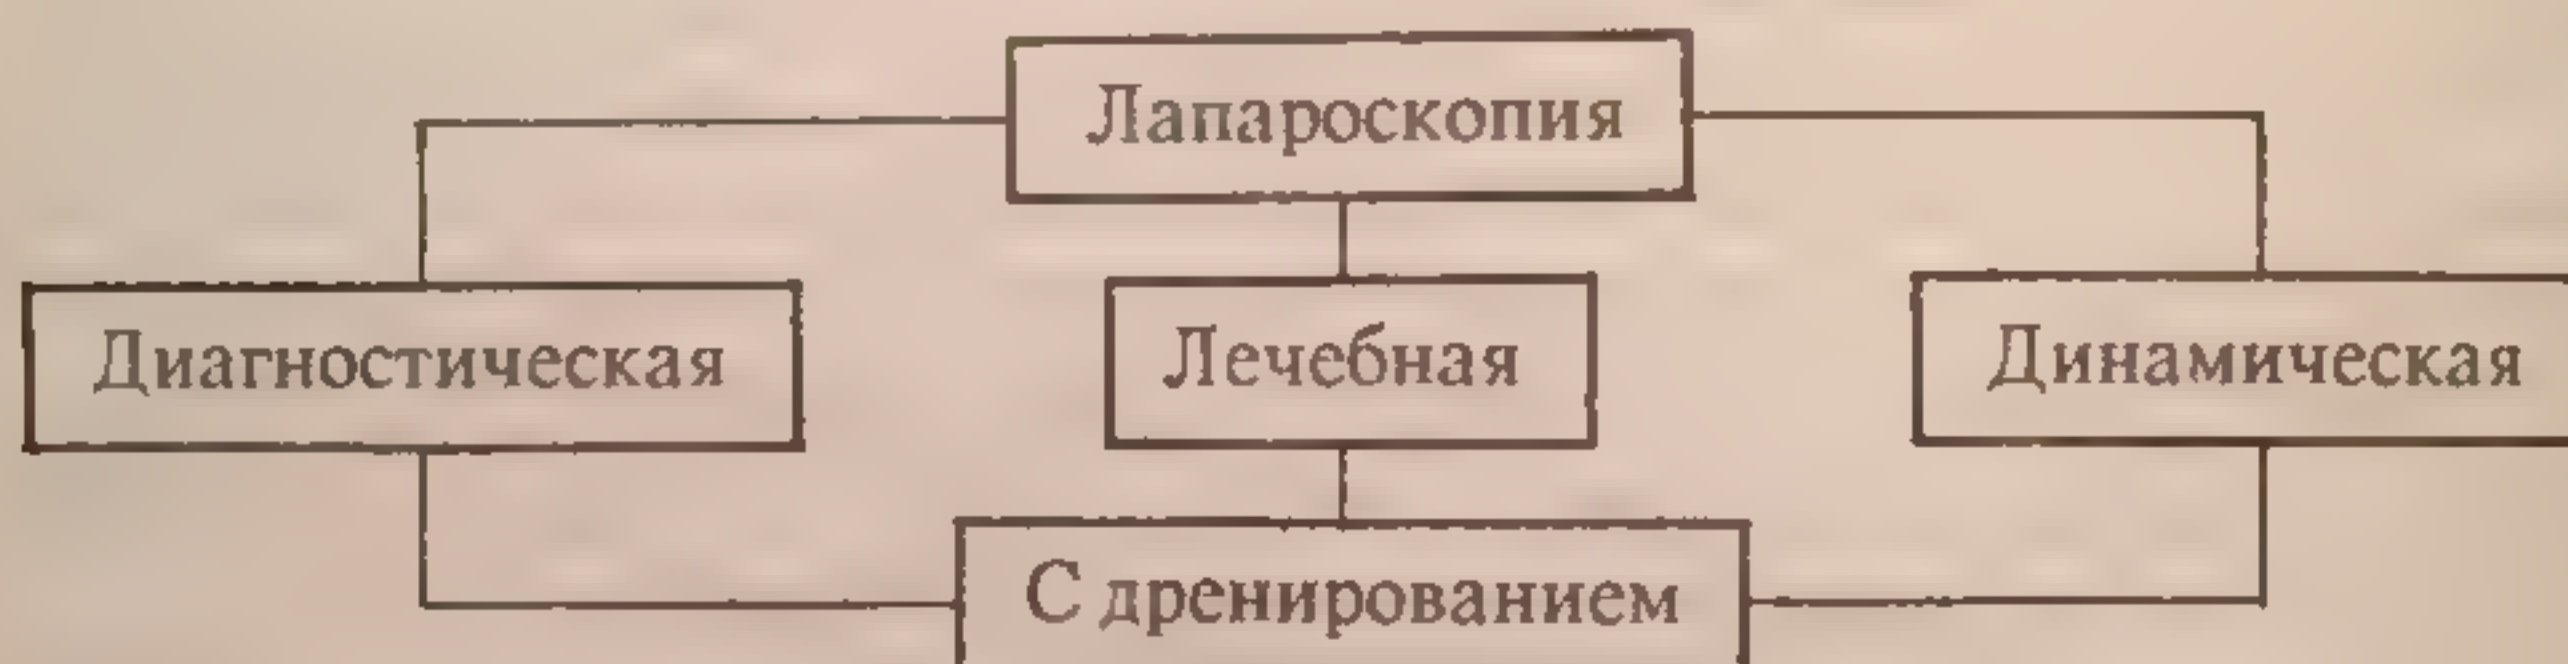 Лапароскопия
Диагностическая
Лечебная
Динамическая
С дренированием